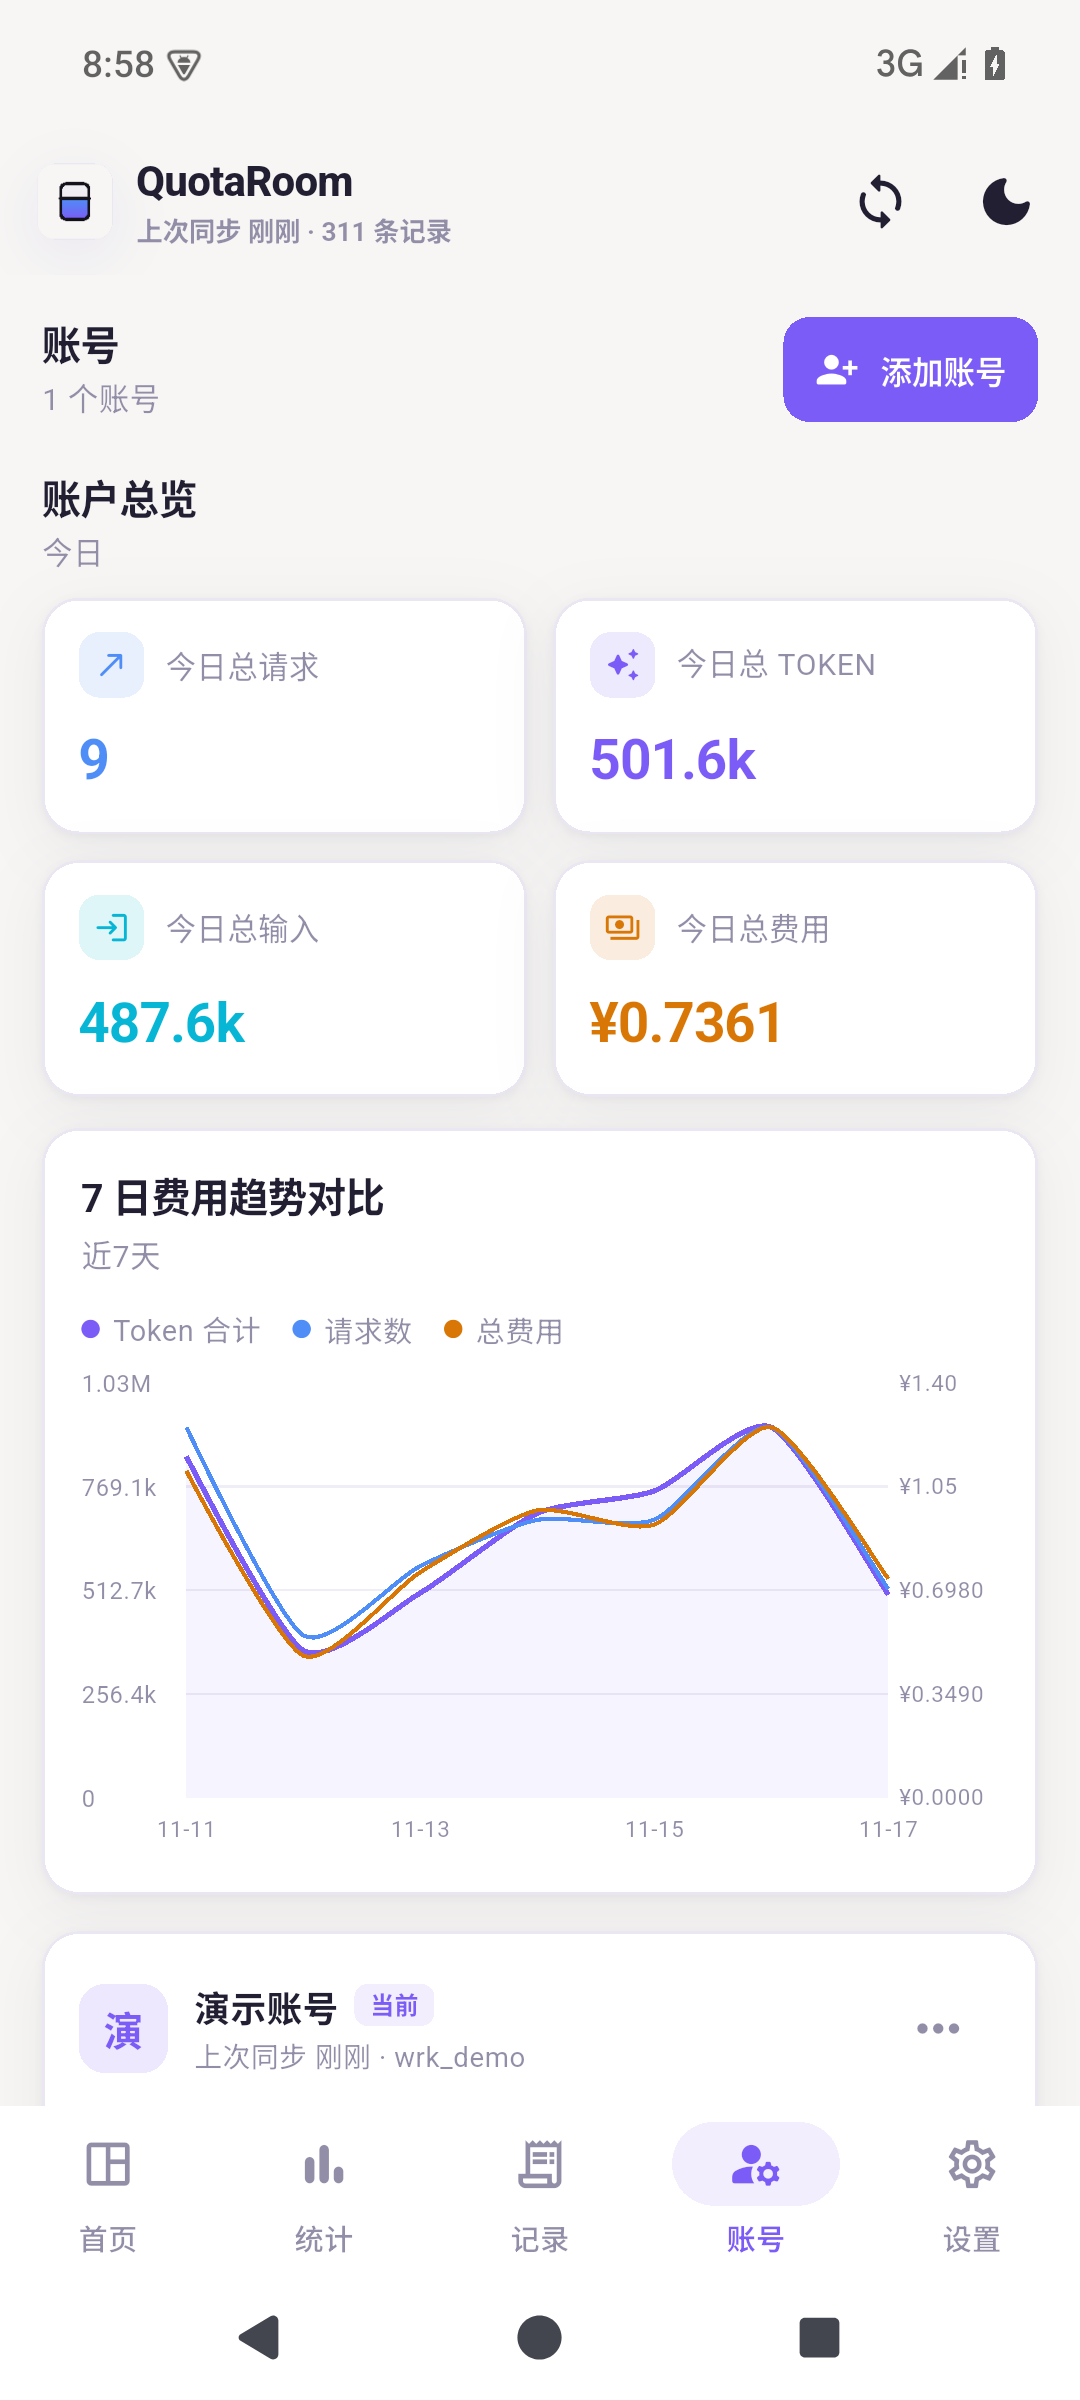 8:58
3G
QuotaRoom
上次同步 刚刚 · 311 条记录
账号
1 个账号
添加账号
账户总览
今日
今日总请求
9
今日总 TOKEN
501.6k
今日总输入
487.6k
今日总费用
¥0.7361
7 日费用趋势对比
近7天
Token 合计
请求数
总费用
1.03M
¥1.40
769.1k
¥1.05
512.7k
¥0.6980
256.4k
¥0.3490
0
¥0.0000
11-11
11-13
11-15
11-17
演
演示账号
当前
上次同步 刚刚 · wrk_demo
首页
统计
记录
账号
设置